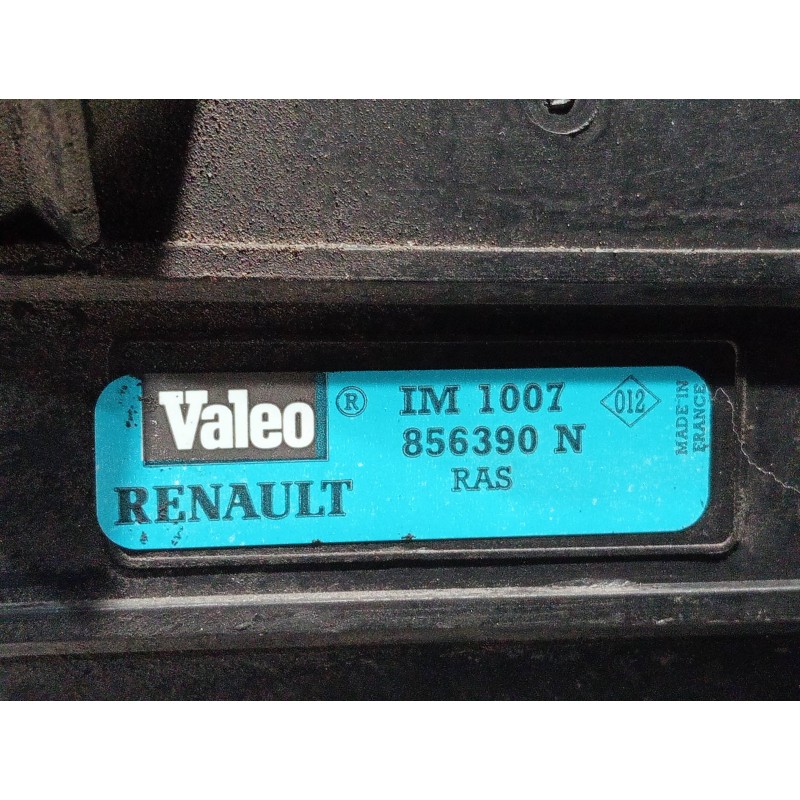 Valeo ®
RENAULT
IM 1007
856390 N
RAS
012
MADE IN
FRANCE